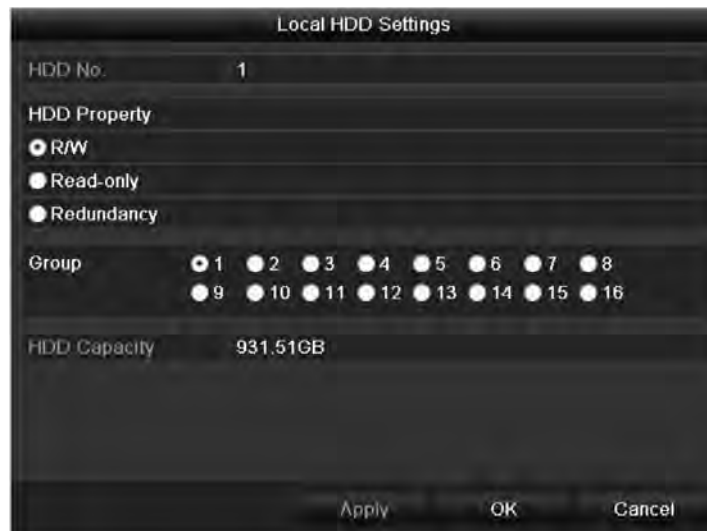 Local HDD Settings
HDD No. 1
HDD Property
R/W
Read-only
Redundancy
Group 1 2 3 4 5 6 7 8
9 10 11 12 13 14 15 16
HDD Capacity 931.51GB
Apply OK Cancel